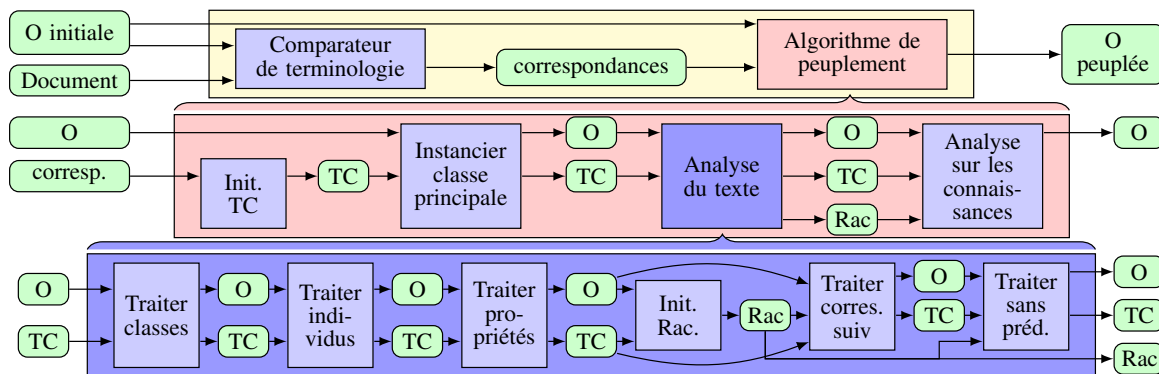 O initiale
Document
Comparateur
de terminologie
correspondances
Algorithme de
peuplement
O
peuplée
O
corresp.
Init.
TC
TC
Instancier
classe
principale
O
TC
Analyse
du texte
O
TC
Rac
Analyse
sur les
connais-
sances
O
O
TC
Traiter
classes
O
TC
Traiter
indi-
vidus
O
TC
Traiter
pro-
priétés
O
TC
Init.
Rac.
Rac
Traiter
corres.
suiv
O
TC
Traiter
sans
préd.
O
TC
Rac